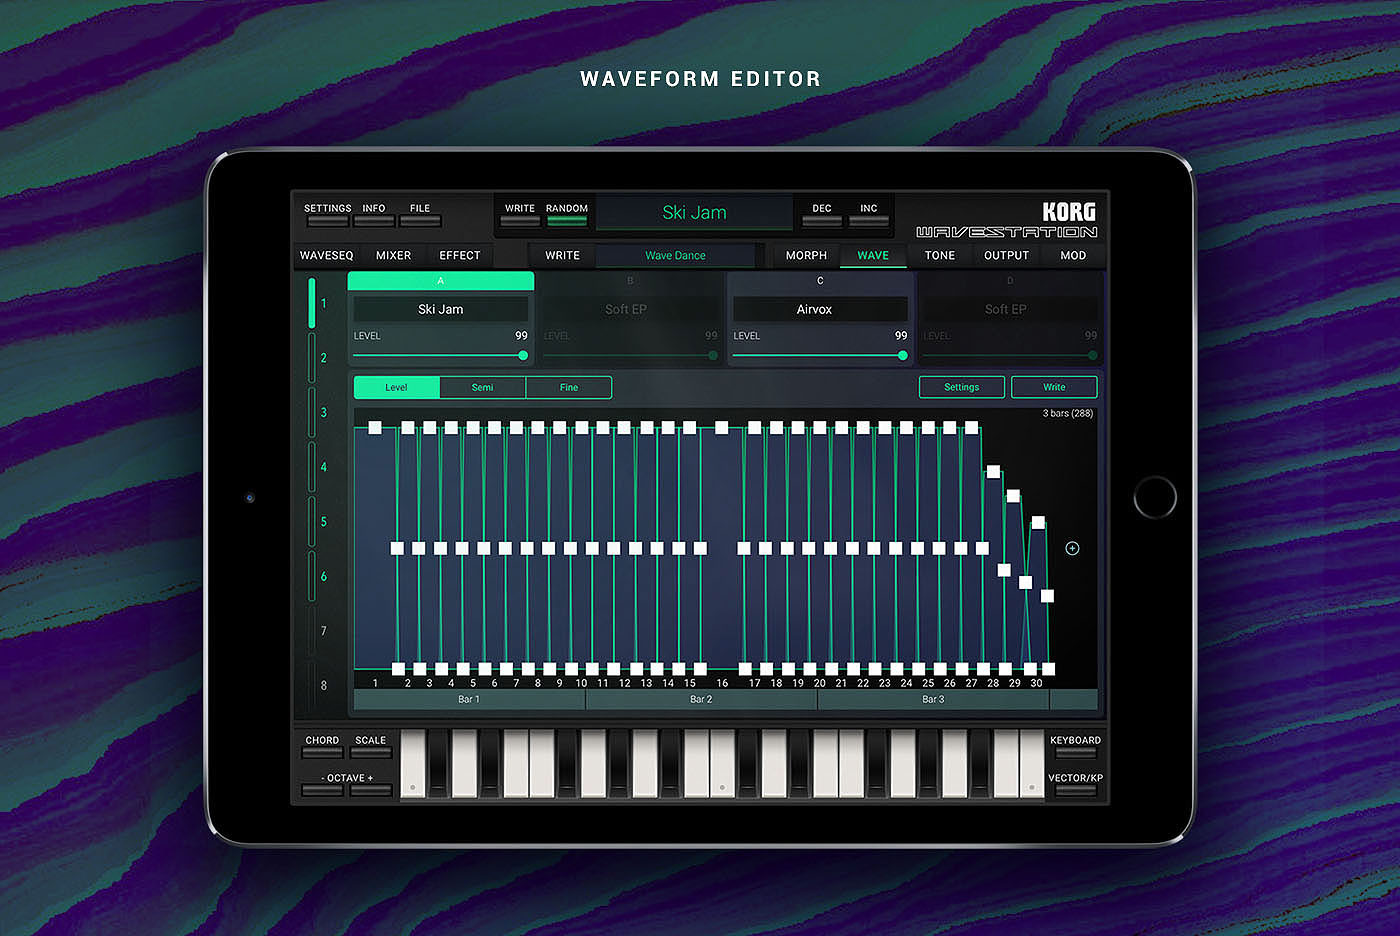 WAVEFORM EDITOR
SETTINGS INFO FILE WRITE RANDOM Ski Jam DEC INC KORG
WAVESTATION
WAVESEQ MIXER EFFECT WRITE Wave Dance MORPH WAVE TONE OUTPUT MOD
A B C D
1 Ski Jam Soft EP Airvox Soft EP
LEVEL 99 LEVEL 99 LEVEL 99 LEVEL 99
2
Level Semi Fine Settings Write
3 3 bars (288)
4
5
6
7
8 1 2 3 4 5 6 7 8 9 10 11 12 13 14 15 16 17 18 19 20 21 22 23 24 25 26 27 28 29 30
Bar 1 Bar 2 Bar 3
CHORD SCALE KEYBOARD
- OCTAVE + VECTOR/KP